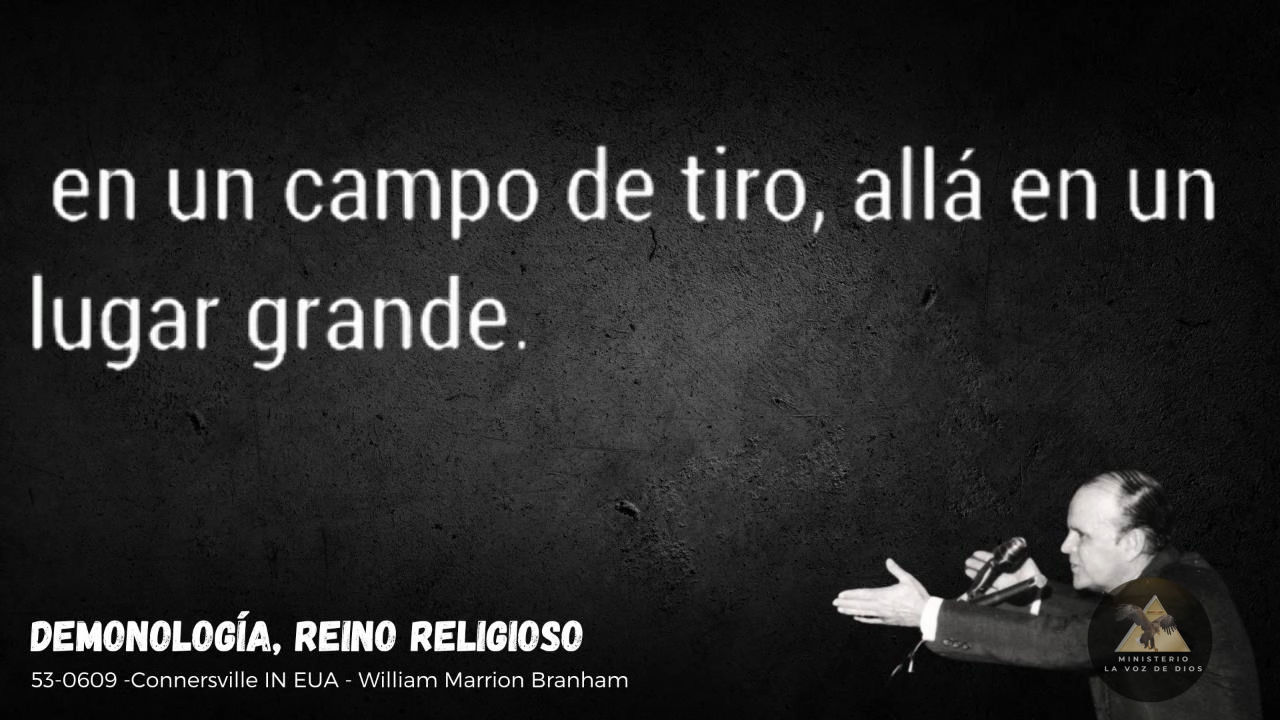 en un campo de tiro, allá en un
lugar grande.
DEMONOLOGÍA, REINO RELIGIOSO
53-0609 -Connersville IN EUA - William Marrion Branham
MINISTERIO
LA VOZ DE DIOS